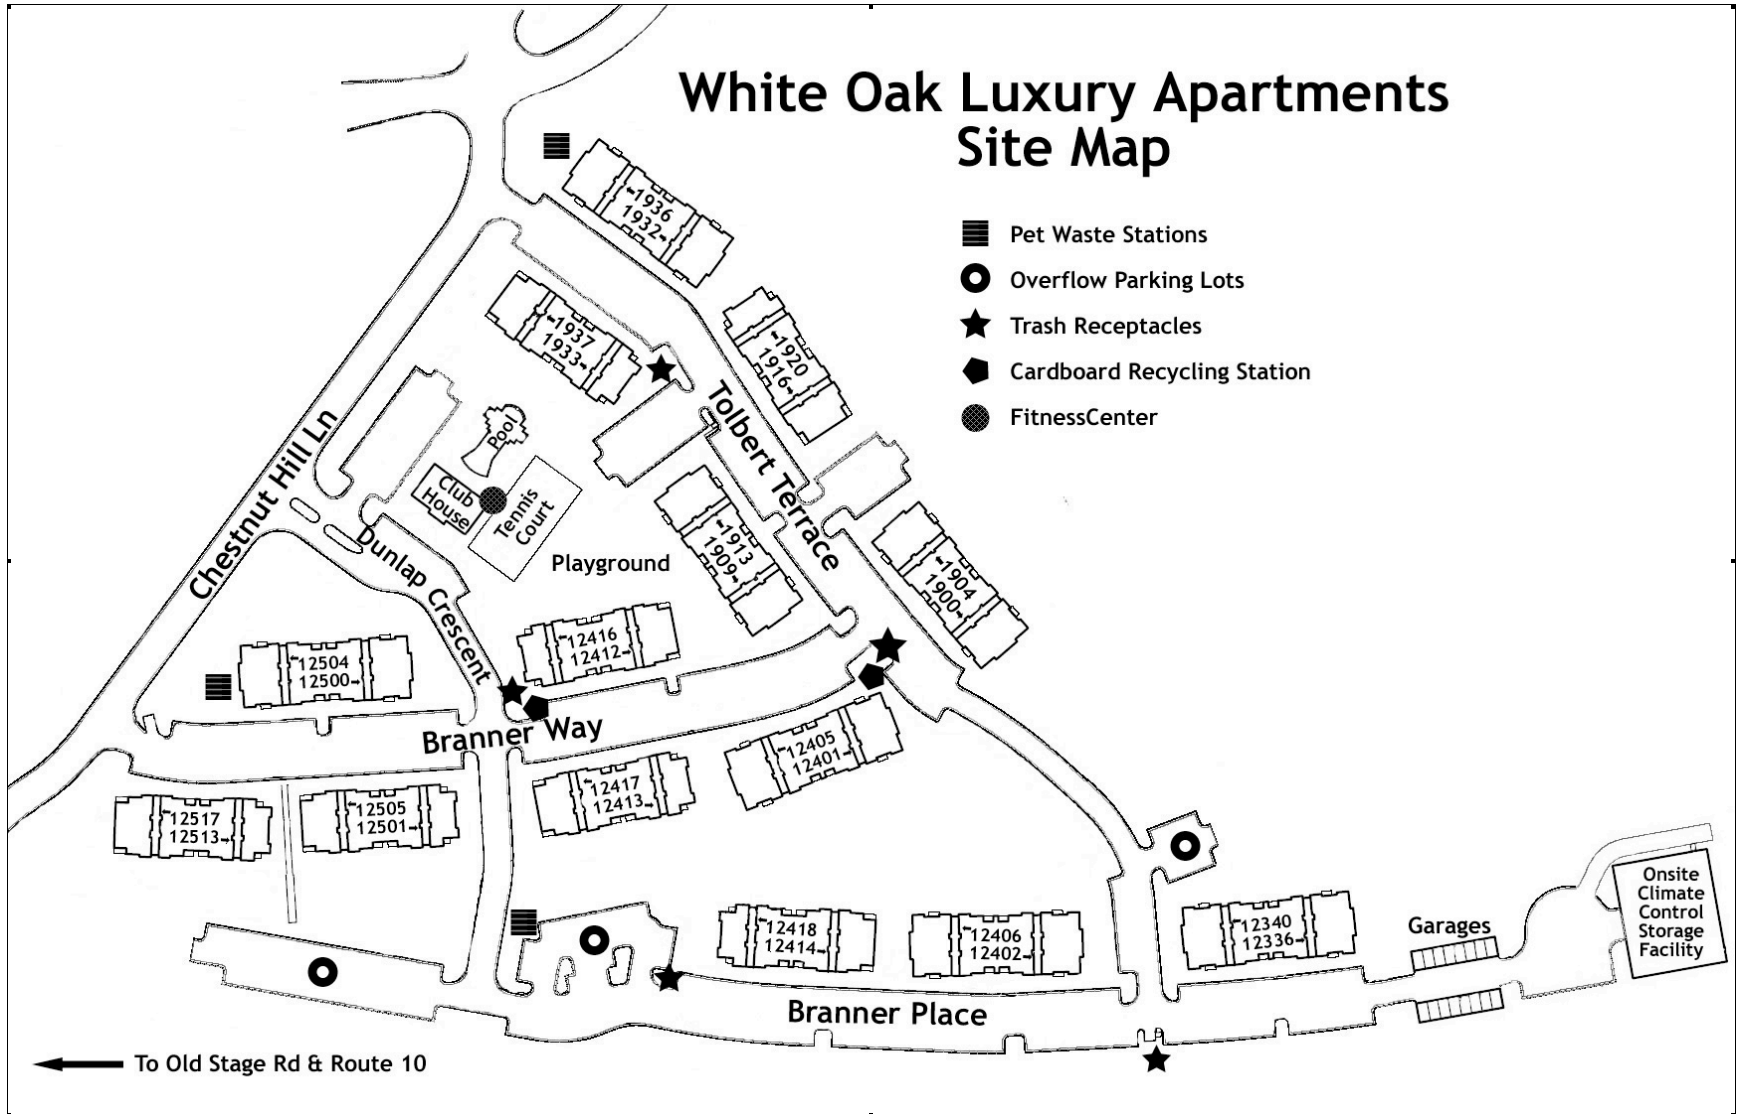 White Oak Luxury Apartments
Site Map
Pet Waste Stations
Overflow Parking Lots
Trash Receptacles
Cardboard Recycling Station
FitnessCenter
1936
1932
1937
1933
1920
1916
Tolbert Terrace
Chestnut Hill Ln
Pool
Club
House
Tennis
Court
Playground
1913
1909
1904
1900
Dunlap Crescent
12416
12412
12504
12500
Branner Way
12405
12401
12417
12413
12517
12513
12505
12501
12418
12414
12406
12402
12340
12336
Garages
Onsite
Climate
Control
Storage
Facility
Branner Place
To Old Stage Rd & Route 10